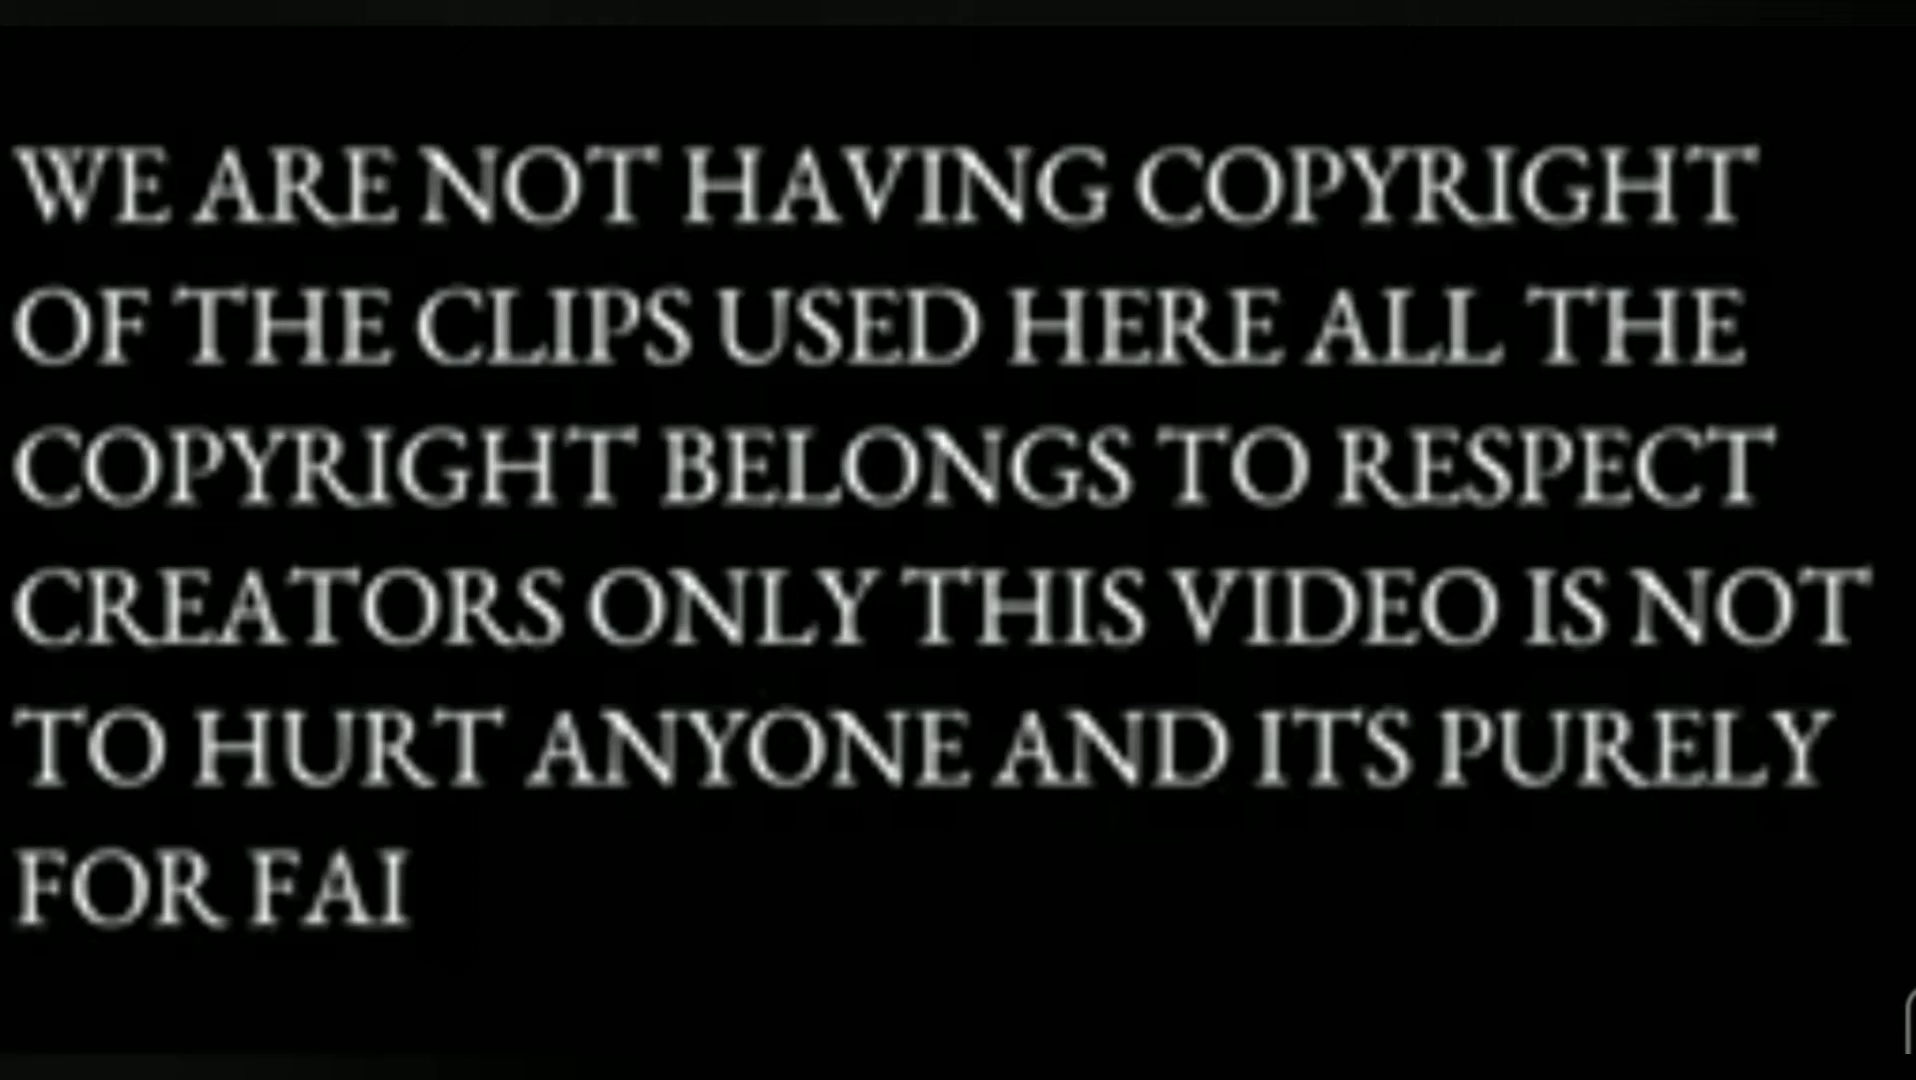 WE ARE NOT HAVING COPYRIGHT
OF THE CLIPS USED HERE ALL THE
COPYRIGHT BELONGS TO RESPECT
CREATORS ONLY THIS VIDEO IS NOT
TO HURT ANYONE AND ITS PURELY
FOR FAI